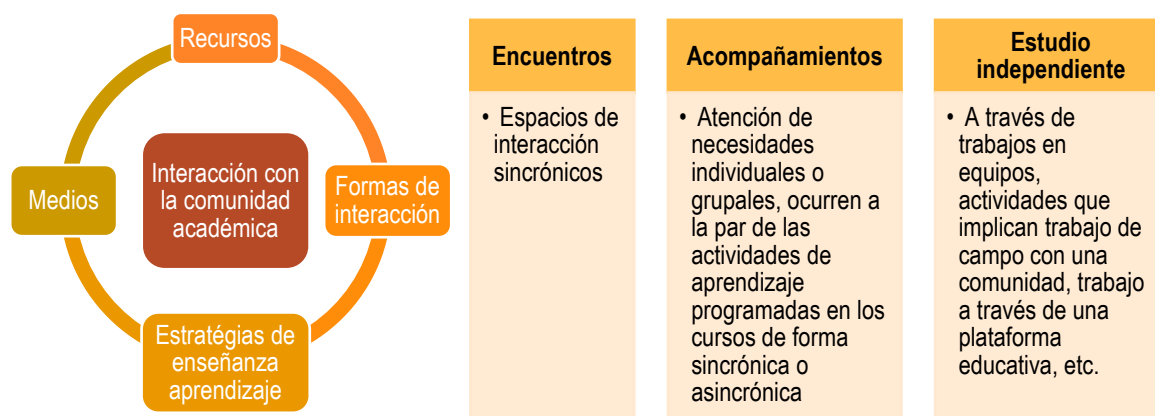 Recursos
Interacción con
la comunidad
académica
Medios
Formas de
interacción
Estratégias de
enseñanza
aprendizaje
Encuentros
• Espacios de
interacción
sincrónicos
Acompañamientos
• Atención de
necesidades
individuales o
grupales, ocurren a
la par de las
actividades de
aprendizaje
programadas en los
cursos de forma
sincrónica o
asincrónica
Estudio
independiente
• A través de
trabajos en
equipos,
actividades que
implican trabajo de
campo con una
comunidad, trabajo
a través de una
plataforma
educativa, etc.